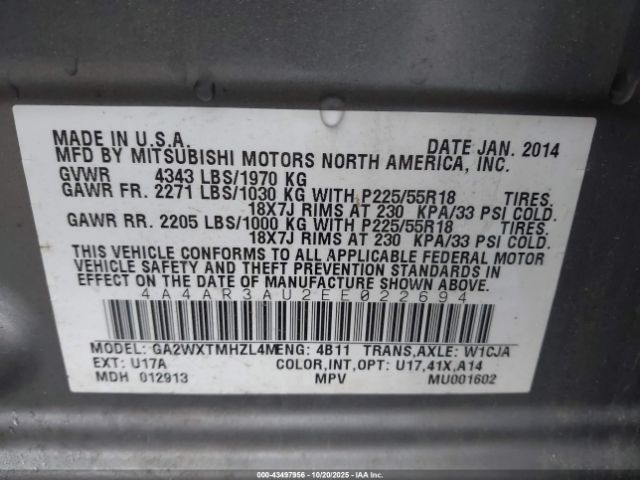 MADE IN U.S.A. DATE JAN. 2014
MFD BY MITSUBISHI MOTORS NORTH AMERICA, INC.
GVWR 4343 LBS/1970 KG
GAWR FR. 2271 LBS/1030 KG WITH P225/55R18 TIRES.
18X7J RIMS AT 230 KPA/33 PSI COLD.
GAWR RR. 2205 LBS/1000 KG WITH P225/55R18 TIRES.
18X7J RIMS AT 230 KPA/33 PSI COLD.
THIS VEHICLE CONFORMS TO ALL APPLICABLE FEDERAL MOTOR
VEHICLE SAFETY AND THEFT PREVENTION STANDARDS IN
EFFECT ON THE DATE OF MANUFACTURE SHOWN ABOVE.
4A4AR3AU2EE022694
MODEL: GA2WXTMHZL4M ENG: 4B11 TRANS,AXLE: W1CJA
EXT: U17A COLOR,INT,OPT: U17,41X,A14
MDH 012913 MPV MU001602
000-43497956 - 10/20/2025 - IAAI.COM